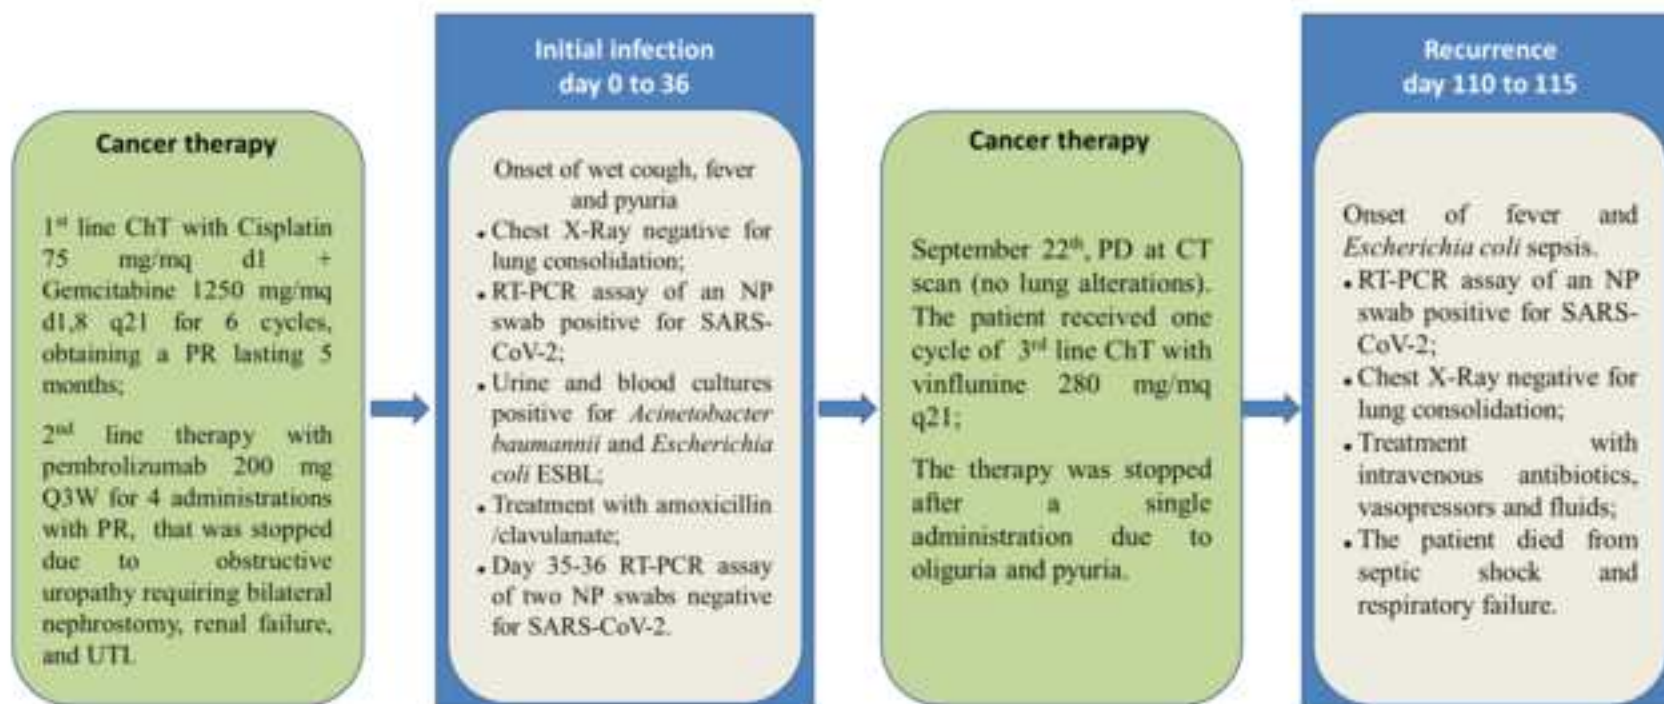 Cancer therapy
1st line ChT with Cisplatin
75 mg/mq d1 +
Gemcitabine 1250 mg/mq
d1,8 q21 for 6 cycles,
obtaining a PR lasting 5
months;
2nd line therapy with
pembrolizumab 200 mg
Q3W for 4 administrations
with PR, that was stopped
due to obstructive
uropathy requiring bilateral
nephrostomy, renal failure,
and UTI.
Initial infection
day 0 to 36
Onset of wet cough, fever
and pyuria
• Chest X-Ray negative for
lung consolidation;
• RT-PCR assay of an NP
swab positive for SARS-
CoV-2;
• Urine and blood cultures
positive for Acinetobacter
baumannii and Escherichia
coli ESBL;
• Treatment with amoxicillin
/clavulanate;
• Day 35-36 RT-PCR assay
of two NP swabs negative
for SARS-CoV-2.
Cancer therapy
September 22th, PD at CT
scan (no lung alterations).
The patient received one
cycle of 3rd line ChT with
vinflunine 280 mg/mq
q21;
The therapy was stopped
after a single
administration due to
oliguria and pyuria.
Recurrence
day 110 to 115
Onset of fever and
Escherichia coli sepsis.
• RT-PCR assay of an NP
swab positive for SARS-
CoV-2;
• Chest X-Ray negative for
lung consolidation;
• Treatment with
intravenous antibiotics,
vasopressors and fluids;
• The patient died from
septic shock and
respiratory failure.